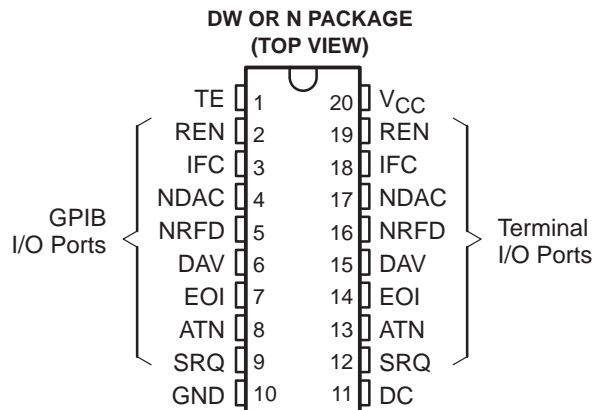 DW OR N PACKAGE
(TOP VIEW)
TE 1 20 VCC
REN 2 19 REN
IFC 3 18 IFC
NDAC 4 17 NDAC
NRFD 5 16 NRFD
DAV 6 15 DAV
EOI 7 14 EOI
ATN 8 13 ATN
SRQ 9 12 SRQ
GND 10 11 DC
GPIB
I/O Ports
Terminal
I/O Ports